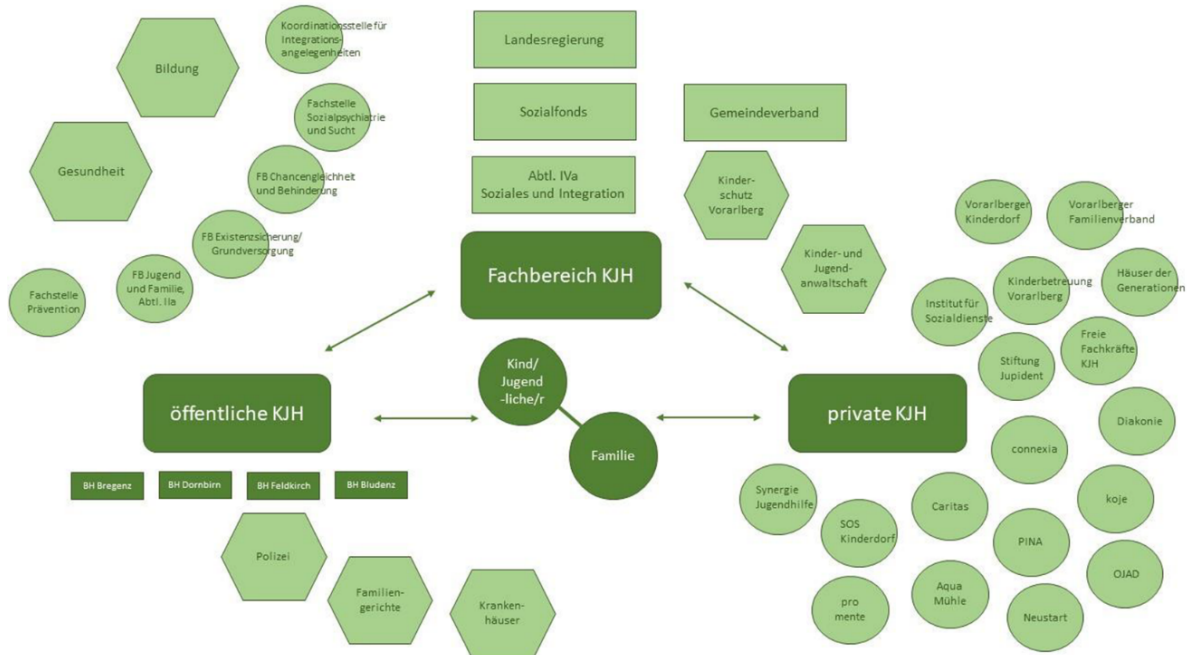 Koordinationsstelle für
Integrations-
angelegenheiten
Bildung
Fachstelle
Sozialpsychiatrie
und Sucht
Gesundheit
FB Chancengleichheit
und Behinderung
FB Existenzsicherung/
Grundversorgung
FB Jugend
und Familie,
Abtl. IIa
Fachstelle
Prävention
Landesregierung
Sozialfonds
Abtl. IVa
Soziales und Integration
Gemeindeverband
Kinder-
schutz
Vorarlberg
Kinder- und
Jugend-
anwaltschaft
Fachbereich KJH
Kind/
Jugend
-liche/r
Familie
öffentliche KJH
BH Bregenz
BH Dornbirn
BH Feldkirch
BH Bludenz
Polizei
Familien-
gerichte
Kranken-
häuser
private KJH
Vorarlberger
Kinderdorf
Vorarlberger
Familienverband
Kinderbetreuung
Vorarlberg
Häuser der
Generationen
Institut für
Sozialdienste
Freie
Fachkräfte
KJH
Stiftung
Jupident
Diakonie
connexia
Synergie
Jugendhilfe
SOS
Kinderdorf
Caritas
koje
PINA
OJAD
Aqua
Mühle
pro
mente
Neustart